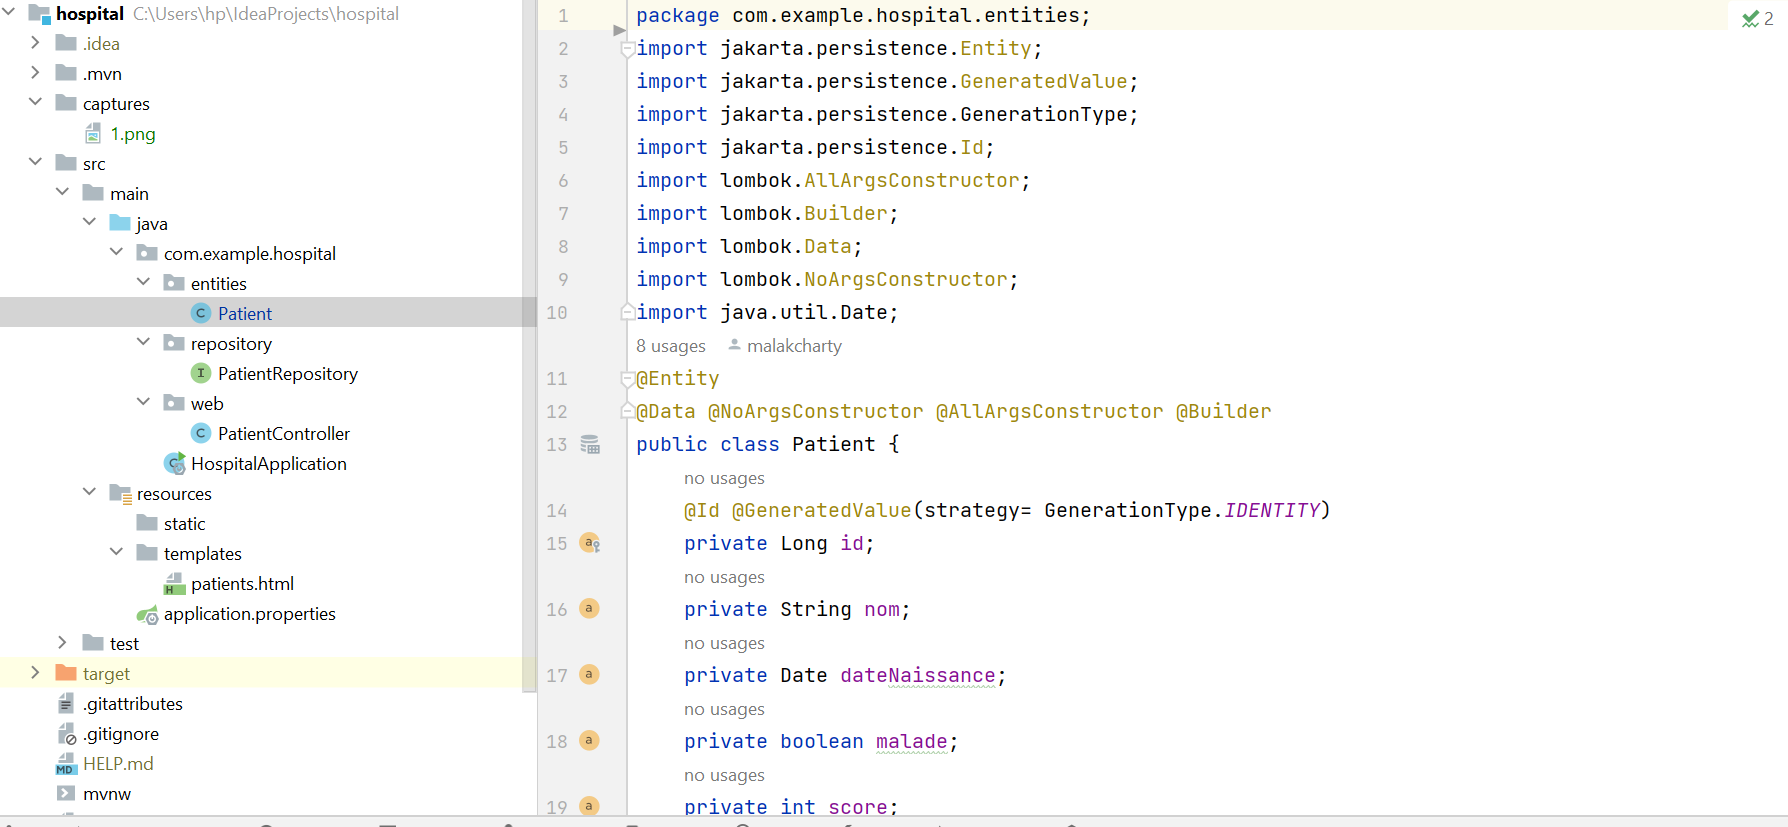 hospital C:\Users\hp\IdeaProjects\hospital
.idea
.mvn
captures
1.png
src
main
java
com.example.hospital
entities
C Patient
repository
I PatientRepository
web
C PatientController
HospitalApplication
resources
static
templates
patients.html
application.properties
test
target
.gitattributes
.gitignore
MD HELP.md
mvnw
1 package com.example.hospital.entities;
2 import jakarta.persistence.Entity;
3 import jakarta.persistence.GeneratedValue;
4 import jakarta.persistence.GenerationType;
5 import jakarta.persistence.Id;
6 import lombok.AllArgsConstructor;
7 import lombok.Builder;
8 import lombok.Data;
9 import lombok.NoArgsConstructor;
10 import java.util.Date;
8 usages malakcharty
11 @Entity
12 @Data @NoArgsConstructor @AllArgsConstructor @Builder
13 public class Patient {
no usages
14 @Id @GeneratedValue(strategy= GenerationType.IDENTITY)
15 private Long id;
no usages
16 private String nom;
no usages
17 private Date dateNaissance;
no usages
18 private boolean malade;
no usages
19 private int score;
2